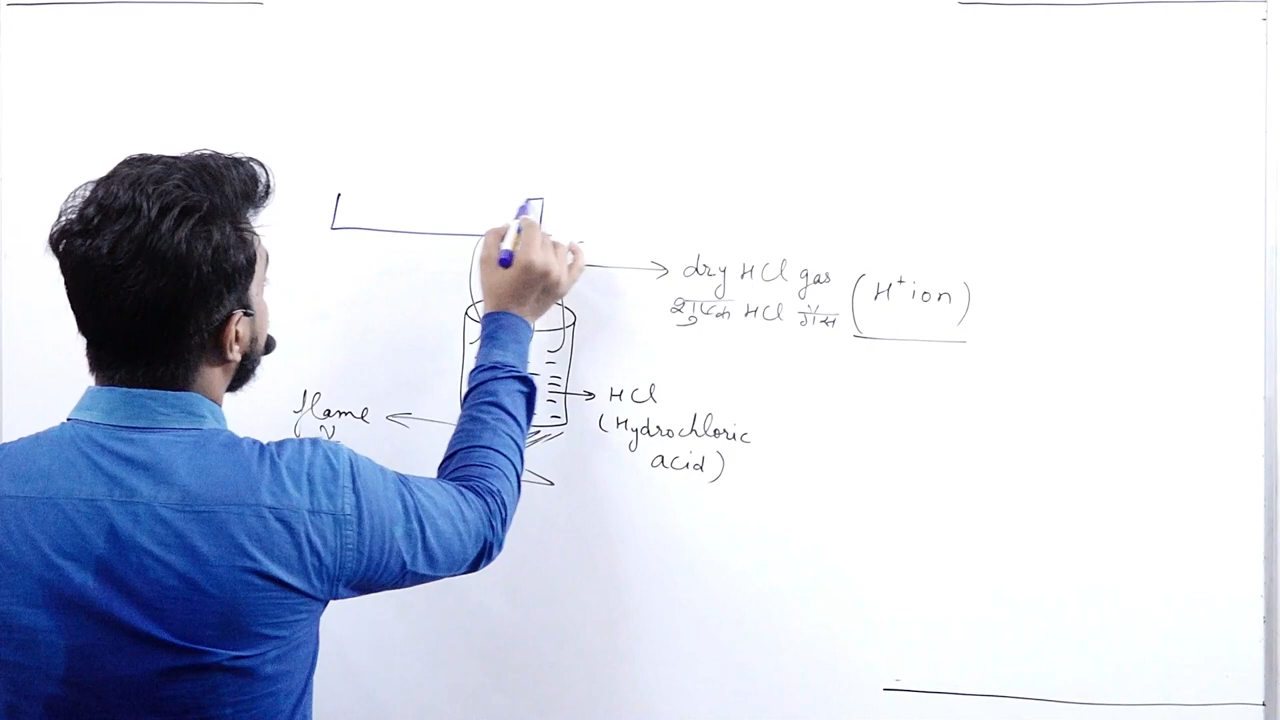 dry HCl gas
शुष्क HCl गैस (H⁺ ion)
flame
HCl
(Hydrochloric
acid)